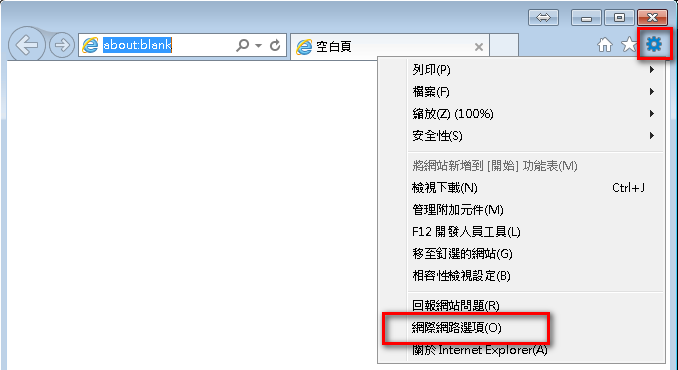 about:blank
空白頁
列印(P)
檔案(F)
縮放(Z) (100%)
安全性(S)
將網站新增到 [開始] 功能表(M)
檢視下載(N) Ctrl+J
管理附加元件(M)
F12 開發人員工具(L)
移至釘選的網站(G)
相容性檢視設定(B)
回報網站問題(R)
網際網路選項(O)
關於 Internet Explorer(A)